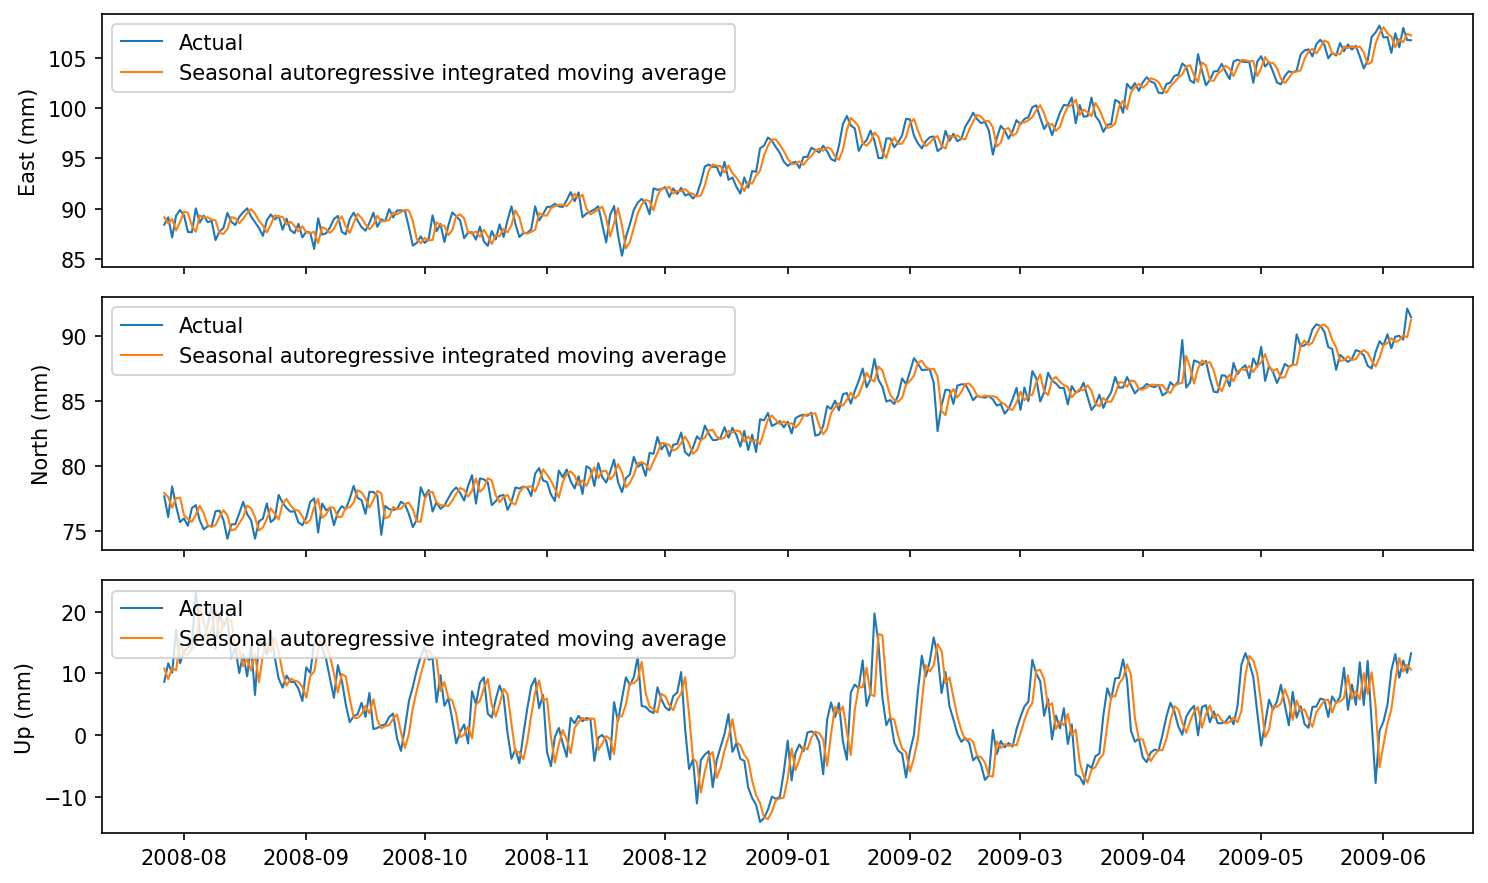 Actual
Seasonal autoregressive integrated moving average
East (mm)
105
100
95
90
85
Actual
Seasonal autoregressive integrated moving average
North (mm)
90
85
80
75
Actual
Seasonal autoregressive integrated moving average
Up (mm)
20
10
0
−10
2008-08 2008-09 2008-10 2008-11 2008-12 2009-01 2009-02 2009-03 2009-04 2009-05 2009-06